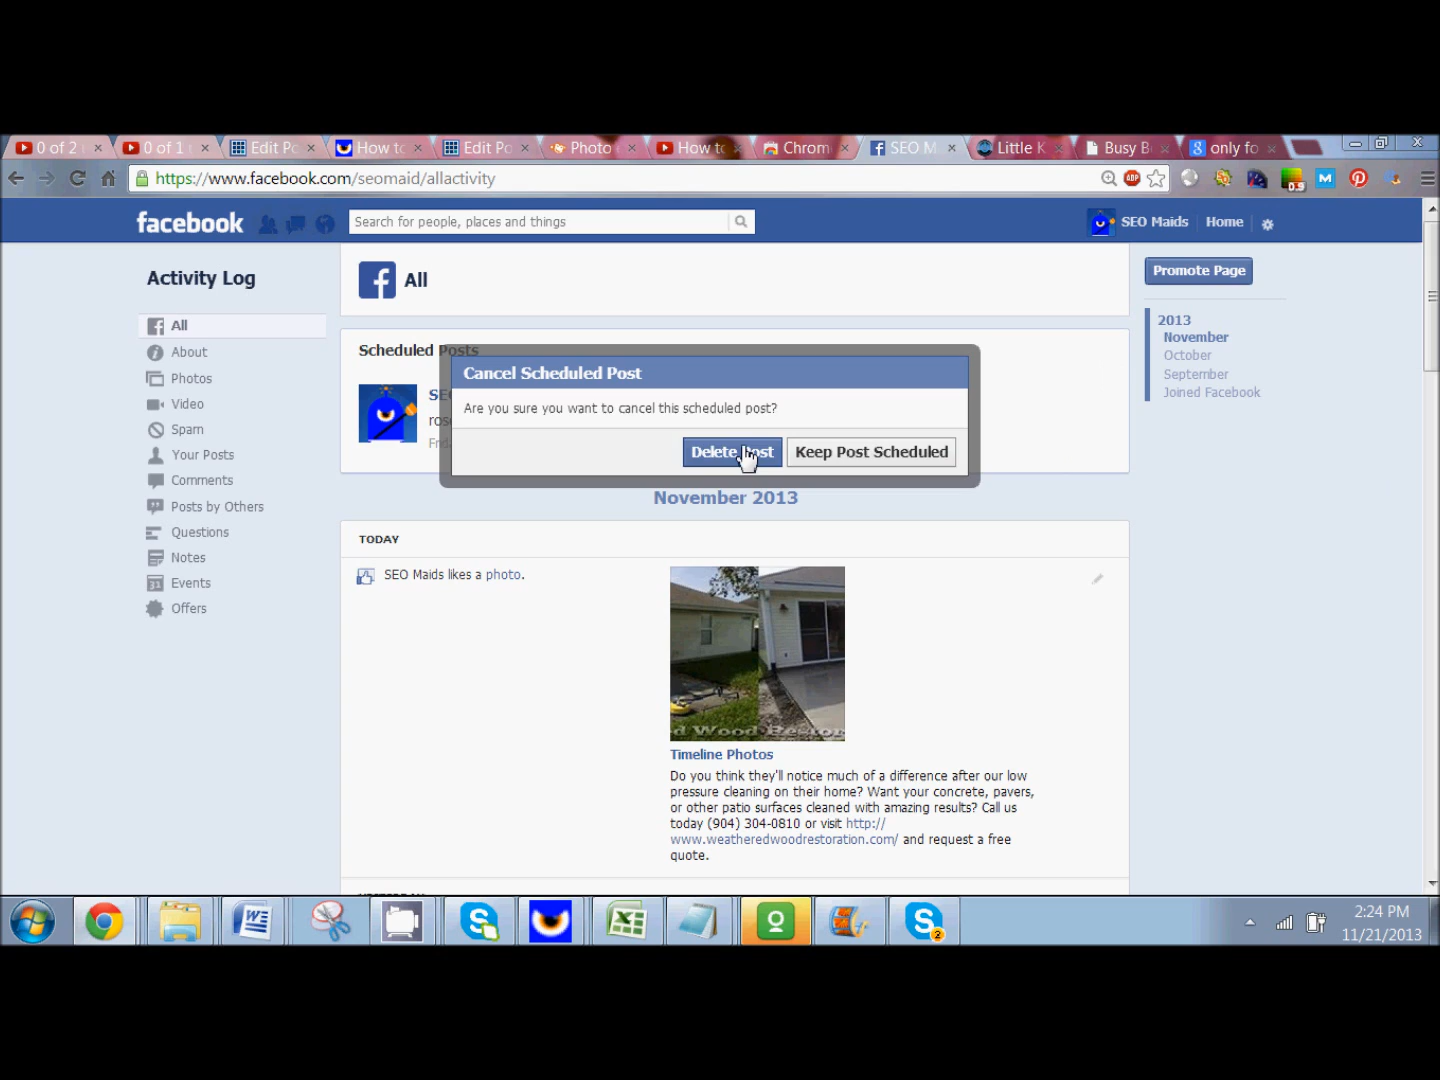 0 of 2
0 of 1
Edit Po
How to
Edit Po
Photo
How to
Chrom
SEO M
Little K
Busy B
only fo
https://www.facebook.com/seomaid/allactivity
facebook
Search for people, places and things
SEO Maids
Home
Activity Log
All
About
Photos
Video
Spam
Your Posts
Comments
Posts by Others
Questions
Notes
Events
Offers
All
Scheduled Posts
Cancel Scheduled Post
Are you sure you want to cancel this scheduled post?
Delete Post
Keep Post Scheduled
November 2013
TODAY
SEO Maids likes a photo.
Timeline Photos
Do you think they'll notice much of a difference after our low
pressure cleaning on their home? Want your concrete, pavers,
or other patio surfaces cleaned with amazing results? Call us
today (904) 304-0810 or visit http://
www.weatheredwoodrestoration.com/ and request a free
quote.
Promote Page
2013
November
October
September
Joined Facebook
2:24 PM
11/21/2013